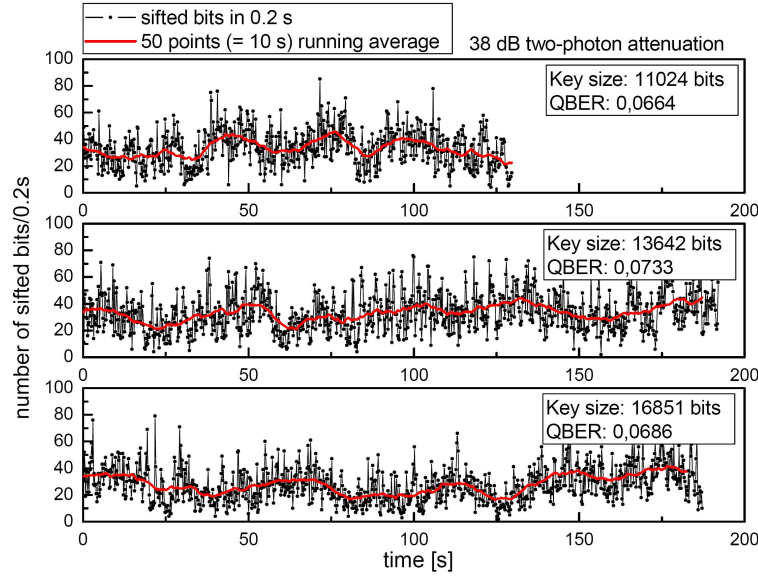 sifted bits in 0.2 s
50 points (= 10 s) running average
38 dB two-photon attenuation
number of sifted bits/0.2s
100
80
60
40
20
0
Key size: 11024 bits
QBER: 0,0664
0 50 100 150 200
100
80
60
40
20
0
Key size: 13642 bits
QBER: 0,0733
0 50 100 150 200
100
80
60
40
20
0
Key size: 16851 bits
QBER: 0,0686
0 50 100 150 200
time [s]